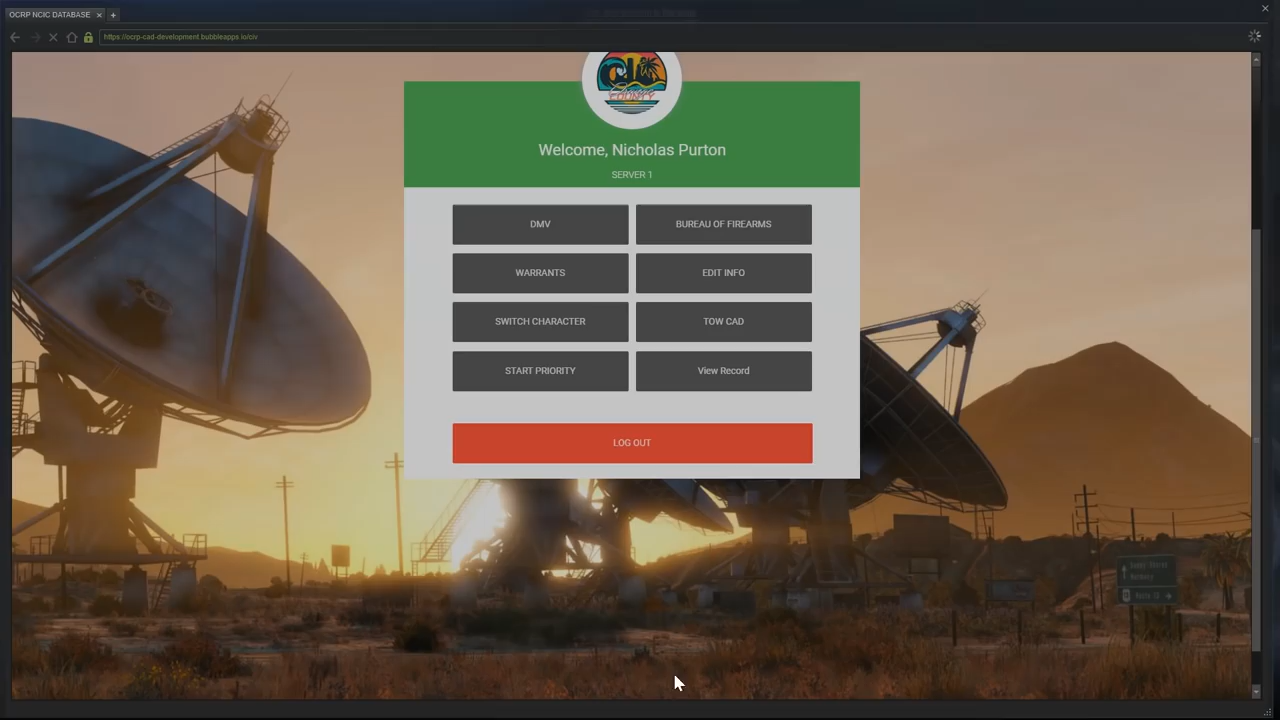 OCRP NCIC DATABASE
https://ocrp-cad-development.bubbleapps.io/civ
Welcome, Nicholas Purton
SERVER 1
DMV
BUREAU OF FIREARMS
WARRANTS
EDIT INFO
SWITCH CHARACTER
TOW CAD
START PRIORITY
View Record
LOG OUT